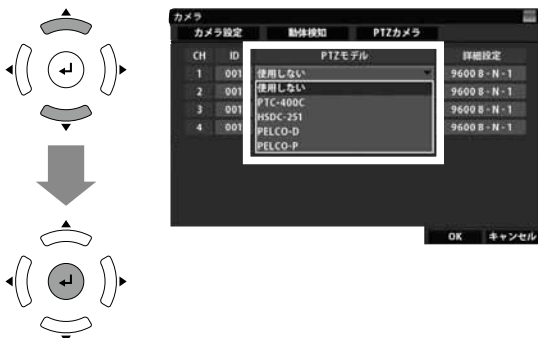 カメラ
カメラ設定 動体検知 PTZカメラ
CH ID PTZモデル 詳細設定
1 001 使用しない 9600 8 - N - 1
使用しない
2 001 9600 8 - N - 1
PTC-400C
3 001 HSDC-251 9600 8 - N - 1
PELCO-D
4 001 9600 8 - N - 1
PELCO-P
OK キャンセル